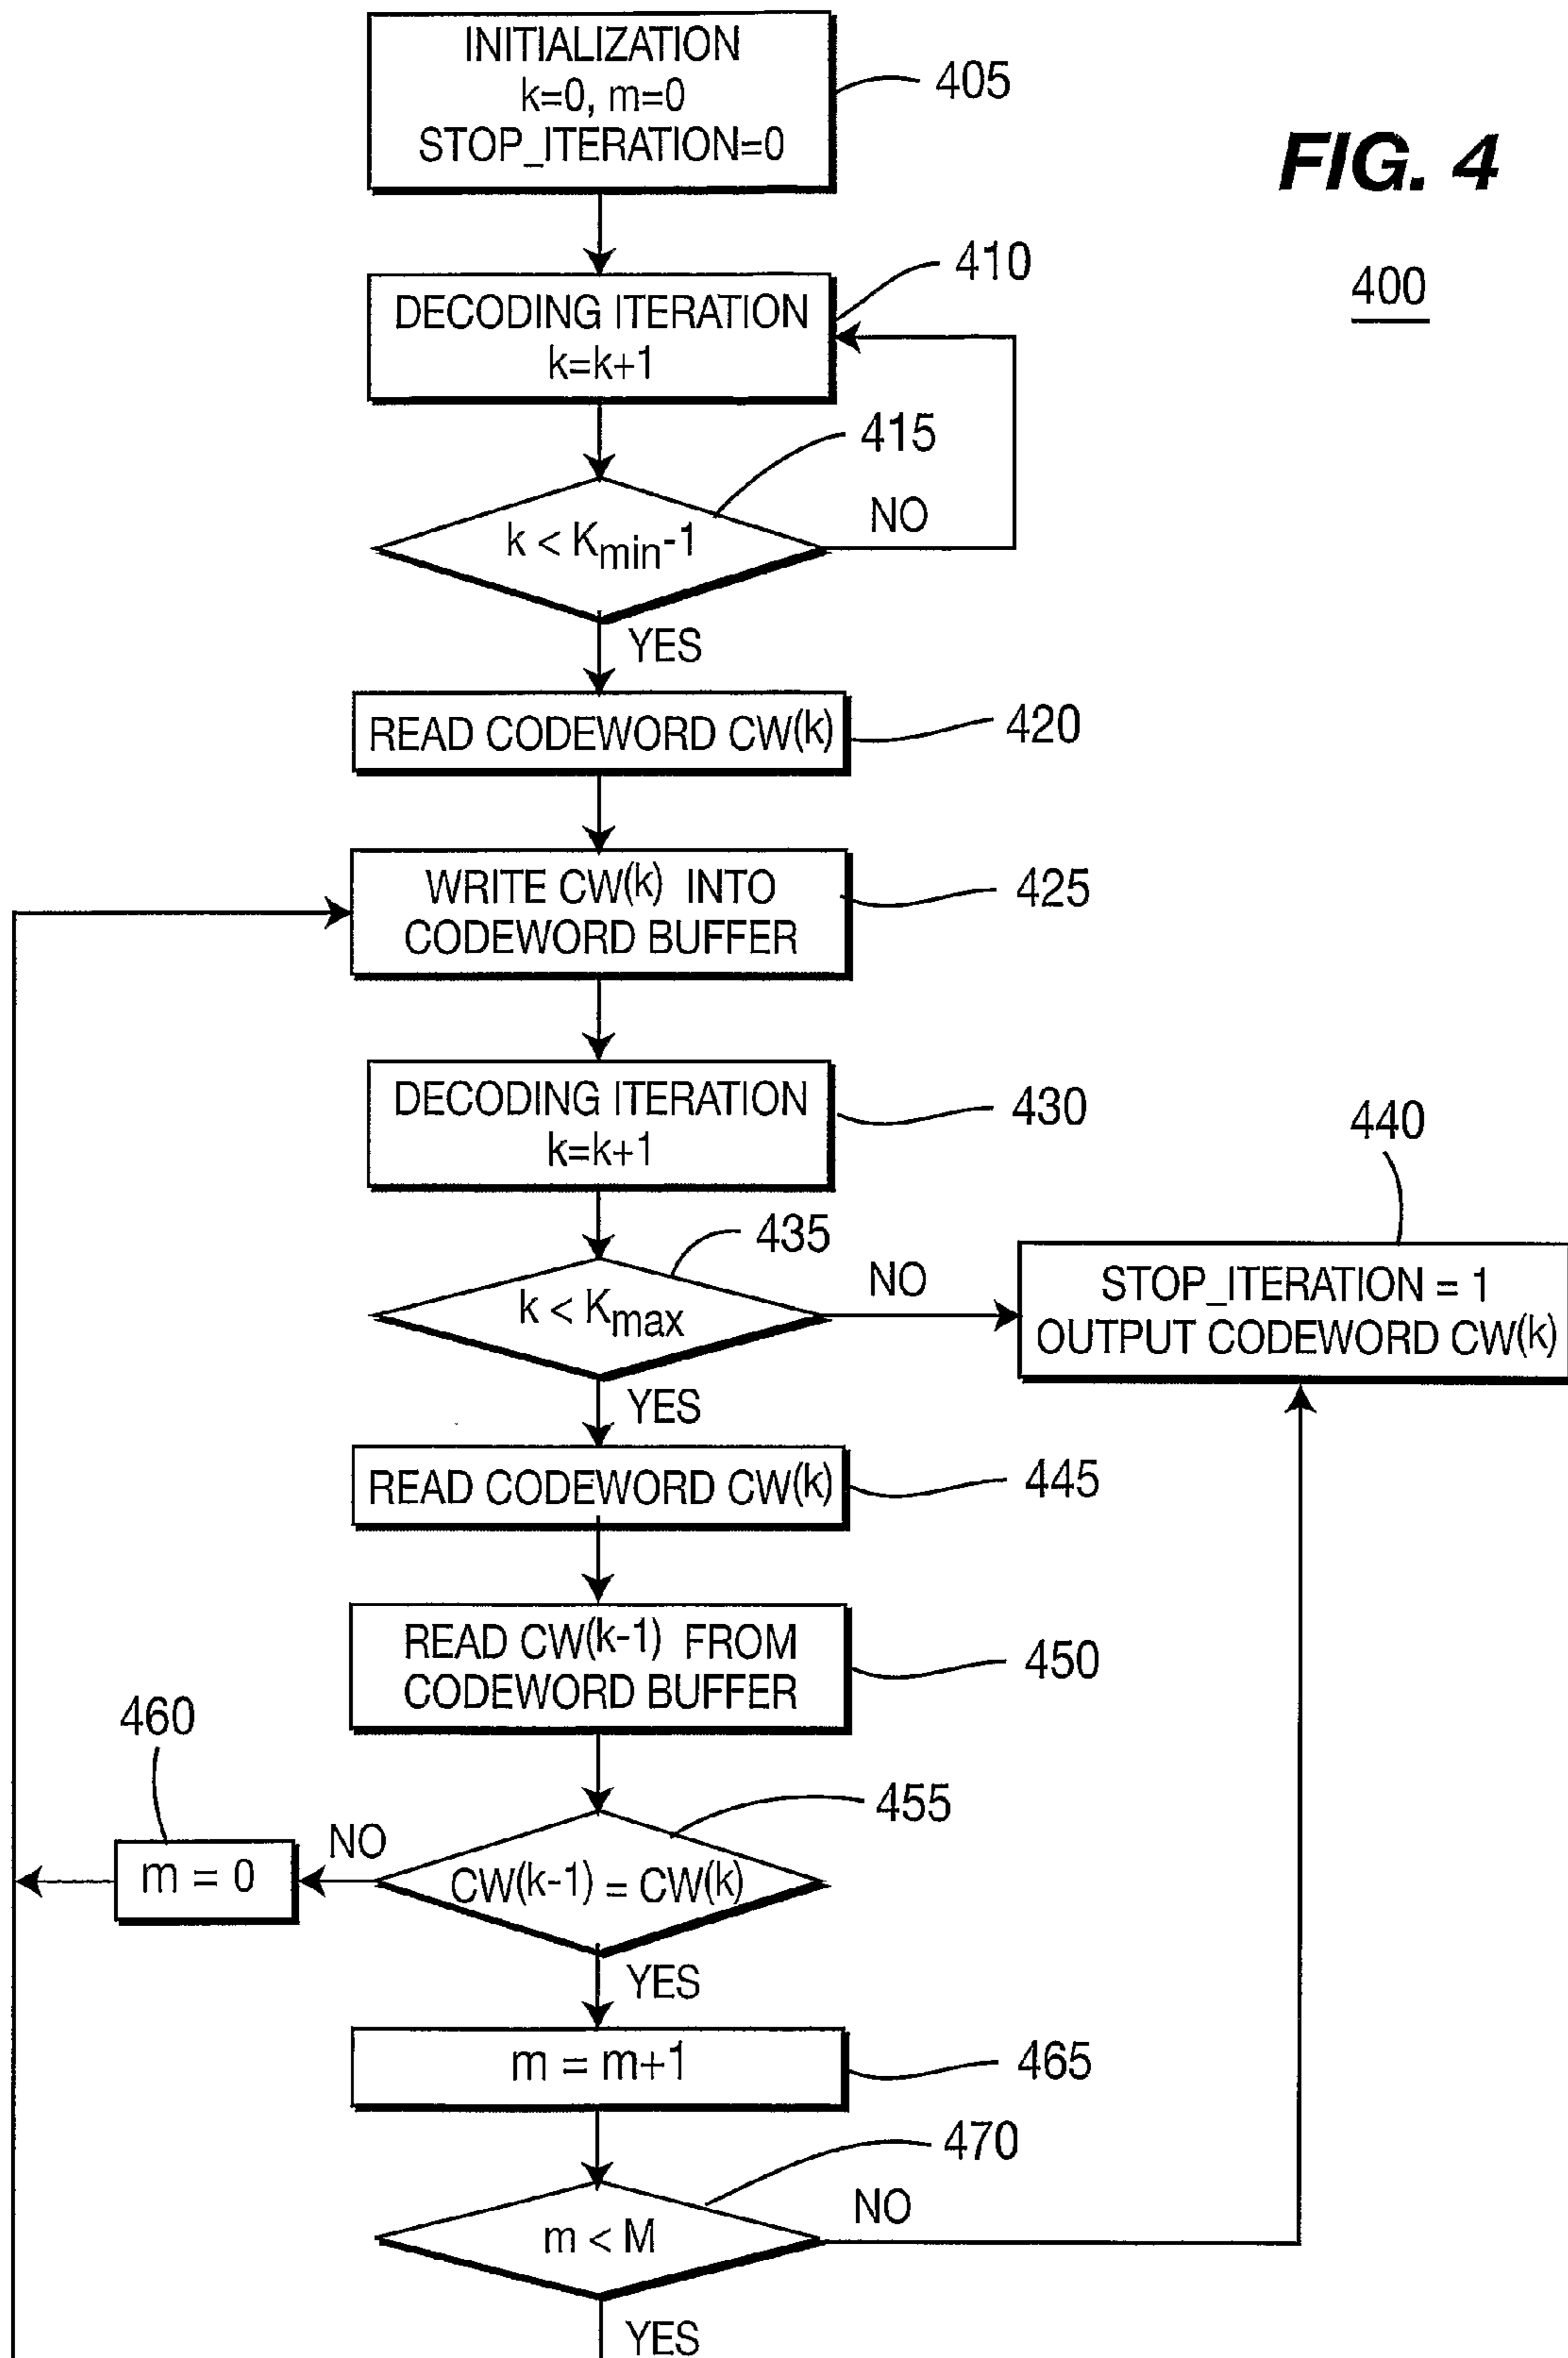 INITIALIZATION
k=0, m=0
STOP_ITERATION=0
405
FIG. 4
400
DECODING ITERATION
k=k+1
410
415
k < Kmin-1
NO
YES
READ CODEWORD CW(k)
420
WRITE CW(k) INTO
CODEWORD BUFFER
425
DECODING ITERATION
k=k+1
430
435
k < Kmax
NO
440
STOP_ITERATION = 1
OUTPUT CODEWORD CW(k)
YES
READ CODEWORD CW(k)
445
READ CW(k-1) FROM
CODEWORD BUFFER
450
455
CW(k-1) = CW(k)
NO
460
m = 0
YES
m = m+1
465
470
m < M
NO
YES